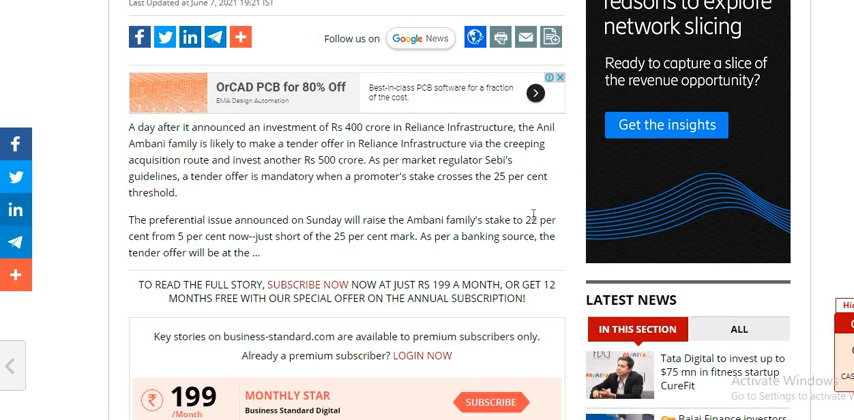 Last Updated at June 7, 2021 19:21 IST
Follow us on
Google News
OrCAD PCB for 80% Off
EMA Design Automation
Best-in-class PCB software for a fraction
of the cost.
A day after it announced an investment of Rs 400 crore in Reliance Infrastructure, the Anil
Ambani family is likely to make a tender offer in Reliance Infrastructure via the creeping
acquisition route and invest another Rs 500 crore. As per market regulator Sebi's
guidelines, a tender offer is mandatory when a promoter's stake crosses the 25 per cent
threshold.
The preferential issue announced on Sunday will raise the Ambani family's stake to 22 per
cent from 5 per cent now--just short of the 25 per cent mark. As per a banking source, the
tender offer will be at the ...
TO READ THE FULL STORY, SUBSCRIBE NOW NOW AT JUST RS 199 A MONTH, OR GET 12
MONTHS FREE WITH OUR SPECIAL OFFER ON THE ANNUAL SUBSCRIPTION!
Key stories on business-standard.com are available to premium subscribers only.
Already a premium subscriber? LOGIN NOW
₹ 199
/Month
MONTHLY STAR
Business Standard Digital
SUBSCRIBE
reasons to explore
network slicing
Ready to capture a slice of
the revenue opportunity?
Get the insights
LATEST NEWS
IN THIS SECTION
ALL
Tata Digital to invest up to
$75 mn in fitness startup
CureFit
Bajaj Finance investors
Activate Windows
Go to Settings to activate W